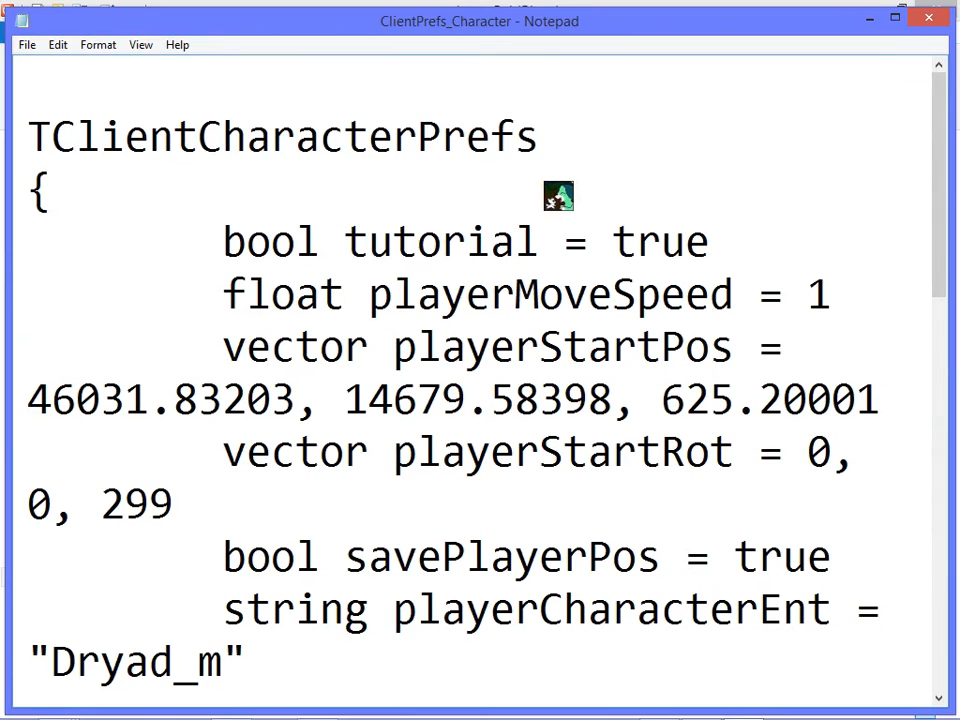 ClientPrefs_Character - Notepad
File Edit Format View Help
TClientCharacterPrefs
{
bool tutorial = true
float playerMoveSpeed = 1
vector playerStartPos =
46031.83203, 14679.58398, 625.20001
vector playerStartRot = 0,
0, 299
bool savePlayerPos = true
string playerCharacterEnt =
"Dryad_m"